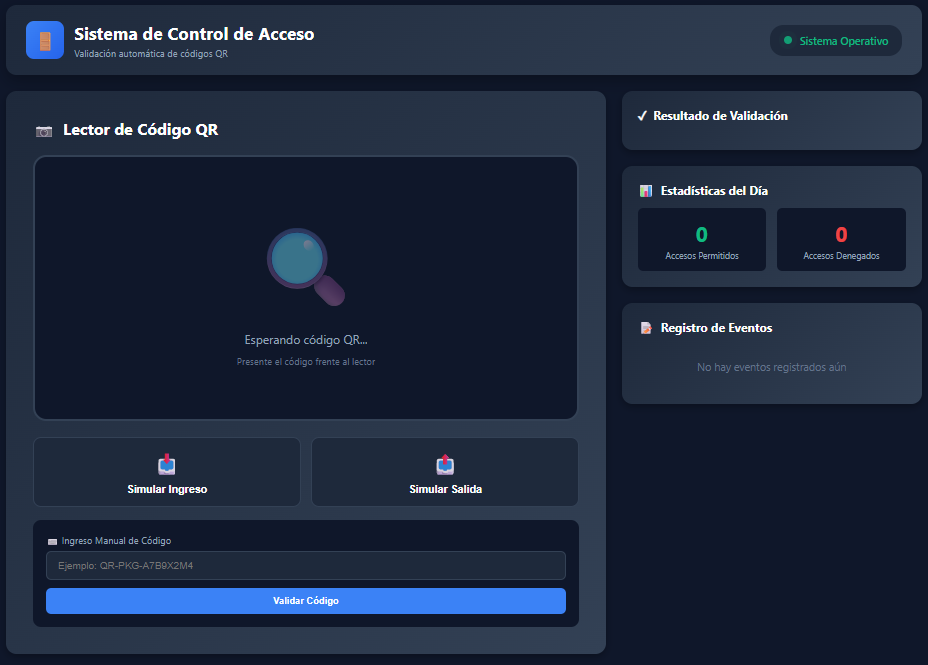 Sistema de Control de Acceso
Validación automática de códigos QR
Sistema Operativo
Lector de Código QR
Esperando código QR...
Presente el código frente al lector
Simular Ingreso
Simular Salida
Ingreso Manual de Código
Ejemplo: QR-PKG-A7B9X2M4
Validar Código
Resultado de Validación
Estadísticas del Día
0
Accesos Permitidos
0
Accesos Denegados
Registro de Eventos
No hay eventos registrados aún